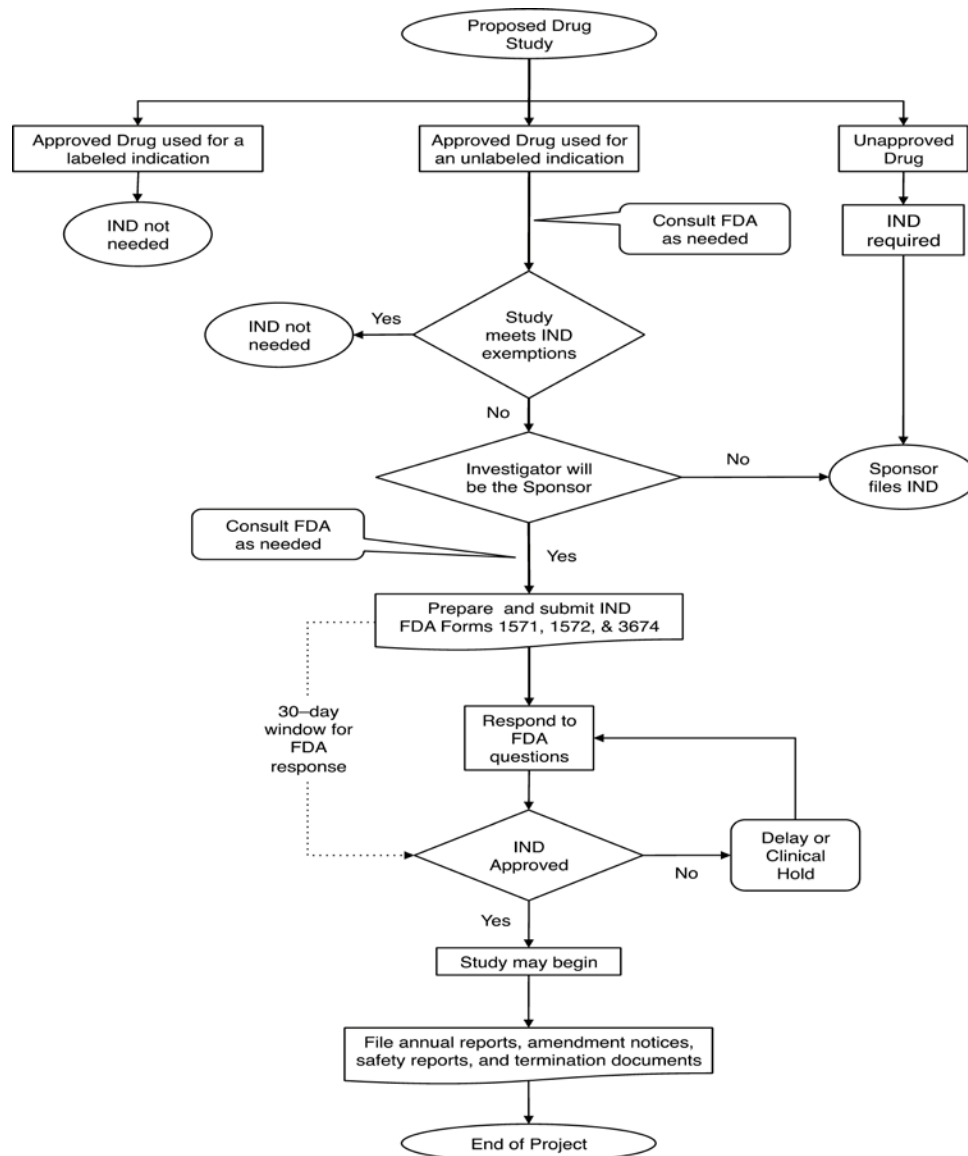 Proposed Drug
Study
Approved Drug used for a
labeled indication
Approved Drug used for
an unlabeled indication
Unapproved
Drug
IND not
needed
Consult FDA
as needed
IND
required
Study
meets IND
exemptions
Yes
IND not
needed
No
Investigator will
be the Sponsor
No
Sponsor
files IND
Consult FDA
as needed
Yes
Prepare and submit IND
FDA Forms 1571, 1572, & 3674
30–day
window for
FDA
response
Respond to
FDA
questions
IND
Approved
No
Delay or
Clinical
Hold
Yes
Study may begin
File annual reports, amendment notices,
safety reports, and termination documents
End of Project